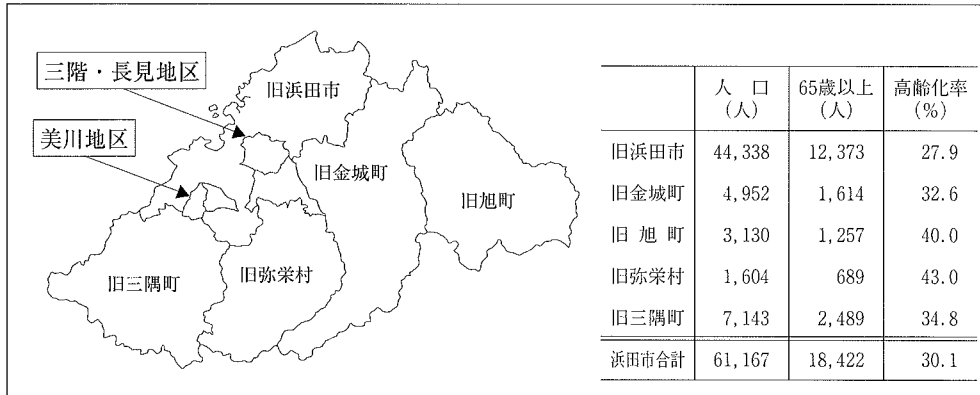 三階・長見地区
美川地区
旧浜田市
旧金城町
旧旭町
旧弥栄村
旧三隅町
人　口 65歳以上 高齢化率
(人) (人) (%)
旧浜田市 44,338 12,373 27.9
旧金城町 4,952 1,614 32.6
旧 旭 町 3,130 1,257 40.0
旧弥栄村 1,604 689 43.0
旧三隅町 7,143 2,489 34.8
浜田市合計 61,167 18,422 30.1